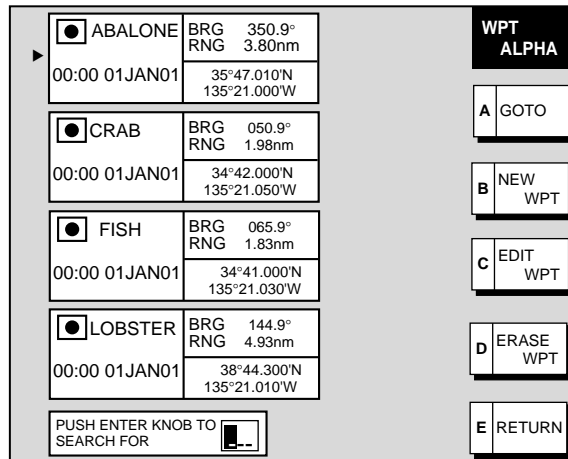 ABALONE BRG 350.9°
RNG 3.80nm
00:00 01JAN01 35°47.010'N
135°21.000'W
CRAB BRG 050.9°
RNG 1.98nm
00:00 01JAN01 34°42.000'N
135°21.050'W
FISH BRG 065.9°
RNG 1.83nm
00:00 01JAN01 34°41.000'N
135°21.030'W
LOBSTER BRG 144.9°
RNG 4.93nm
00:00 01JAN01 38°44.300'N
135°21.010'W
PUSH ENTER KNOB TO
SEARCH FOR _ _ _
WPT
ALPHA
A GOTO
B NEW
WPT
C EDIT
WPT
D ERASE
WPT
E RETURN